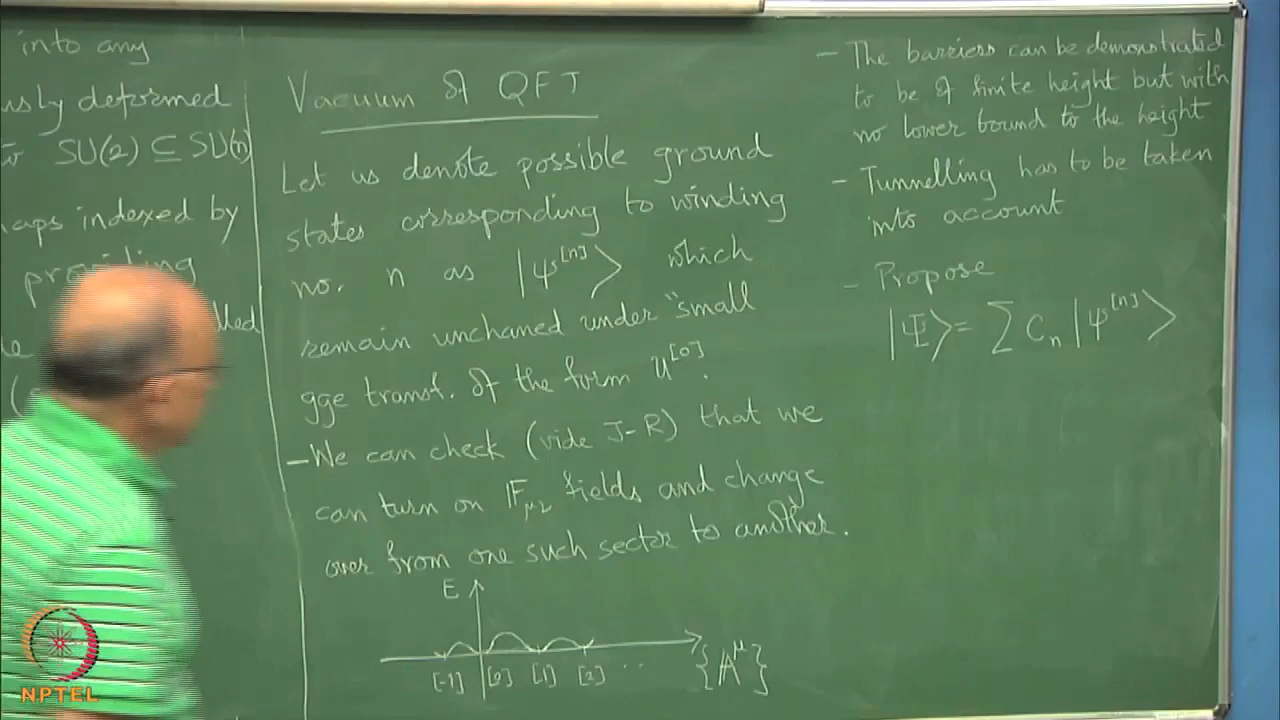 into any
usly deformed
to SU(2) ⊆ SU(n)
aps indexed by
providing
lled
Vacuum of QFT
Let us denote possible ground
states corresponding to winding
no. n as |ψ^[n]⟩ which
remain unchaned under "small
gge transf. of the form U^[0].
- We can check (vide J-R) that we
can turn on F_μν fields and change
over from one such sector to another.
E
[-1] [0] [1] [2] ... {A^μ}
- The barriers can be demonstrated
to be of finite height but with
no lower bound to the height
- Tunnelling has to be taken
into account
- Propose
|Ψ⟩ = Σ C_n |ψ^[n]⟩
NPTEL